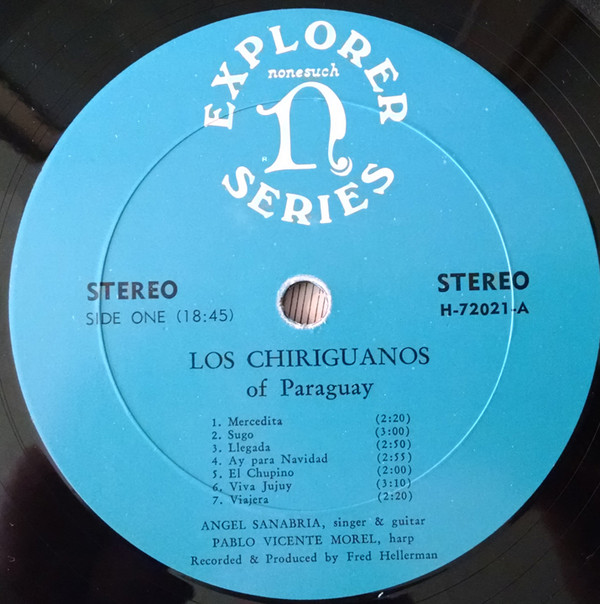 EXPLORER
nonesuch
n
SERIES
STEREO
SIDE ONE (18:45)
STEREO
H-72021-A
LOS CHIRIGUANOS
of Paraguay
1. Mercedita (2:20)
2. Sugo (3:00)
3. Llegada (2:50)
4. Ay para Navidad (2:55)
5. El Chupino (2:00)
6. Viva Jujuy (3:10)
7. Viajera (2:20)
ANGEL SANABRIA, singer & guitar
PABLO VICENTE MOREL, harp
Recorded & Produced by Fred Hellerman